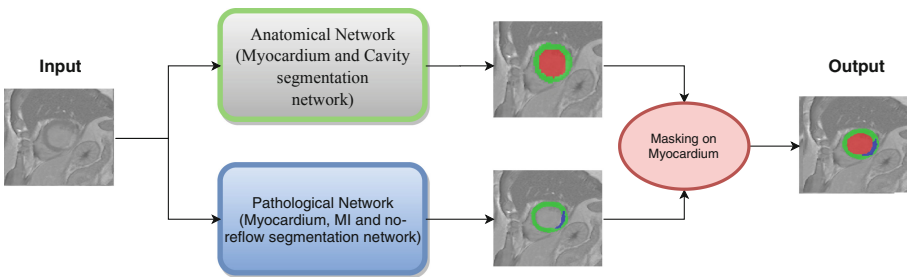 Input
Anatomical Network
(Myocardium and Cavity
segmentation
network)
Pathological Network
(Myocardium, MI and no-
reflow segmentation network)
Masking on
Myocardium
Output